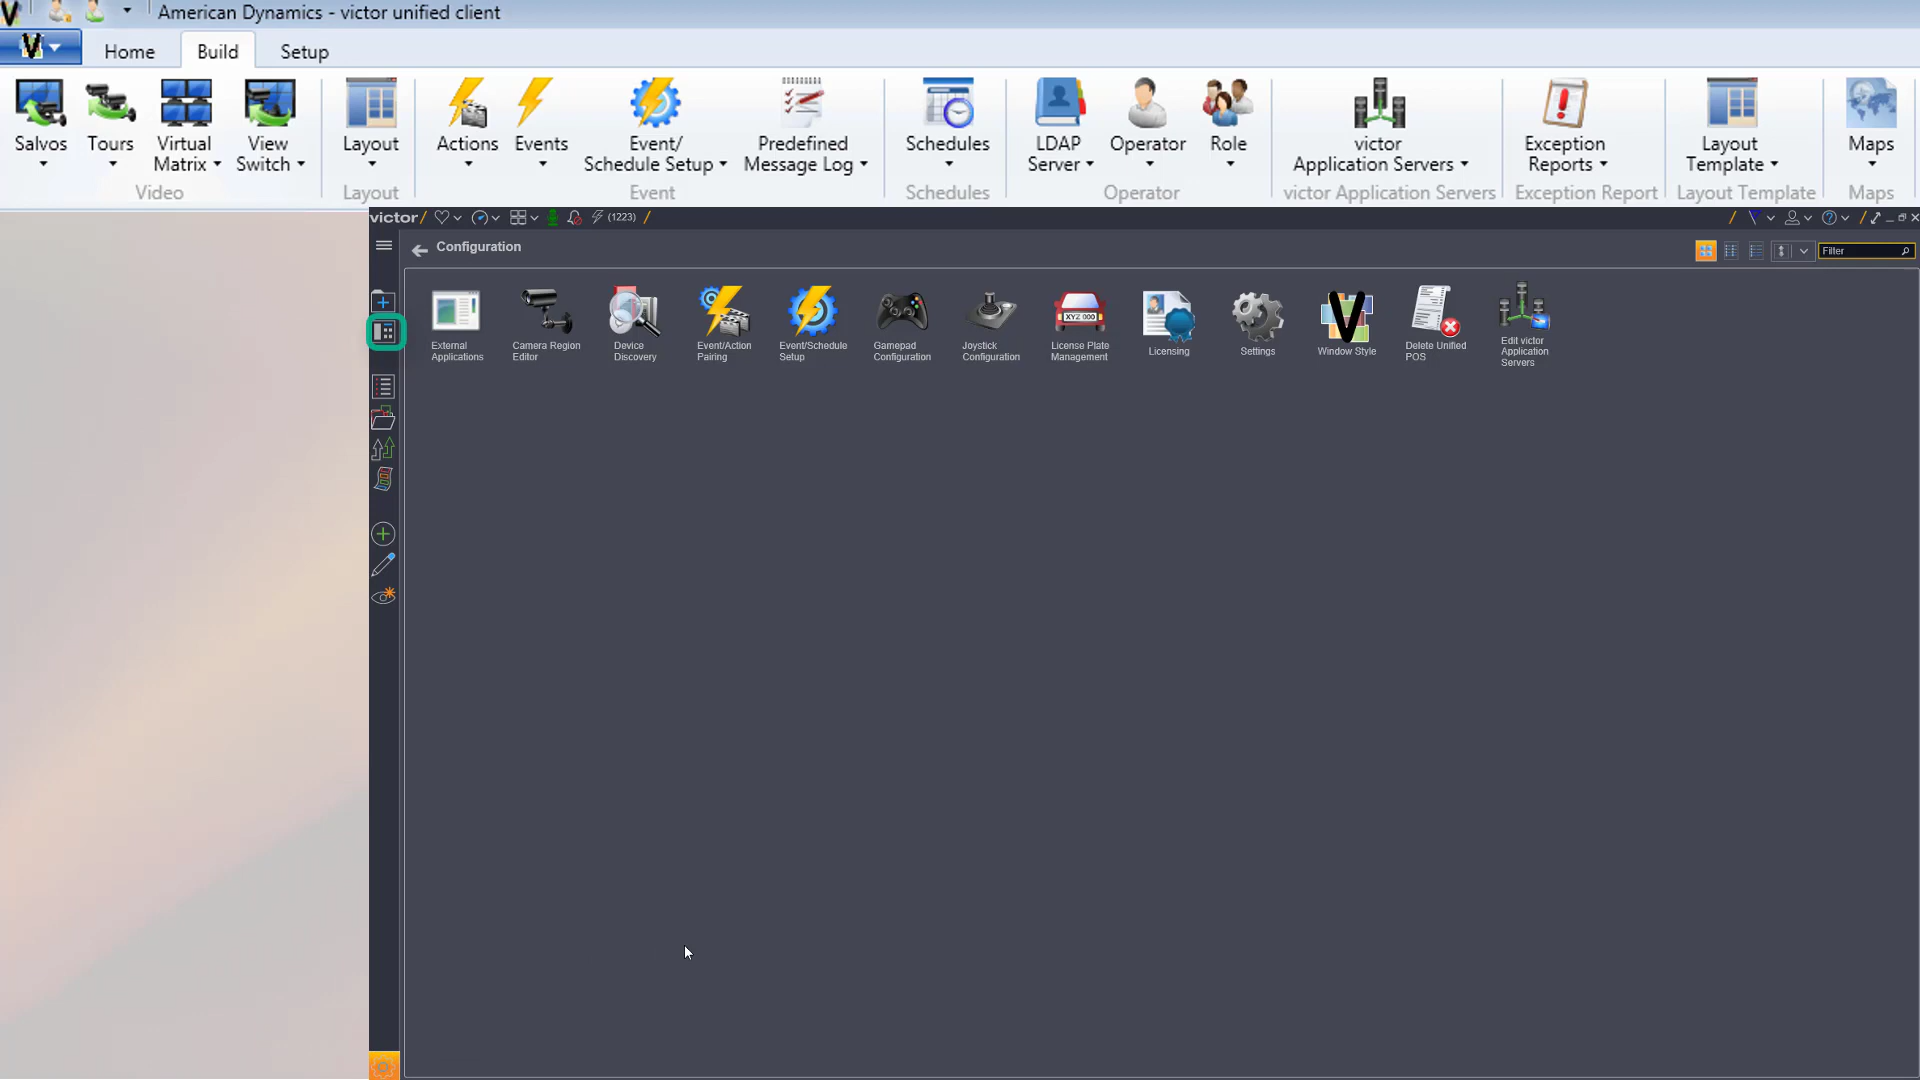 American Dynamics - victor unified client
Home Build Setup
Salvos Tours Virtual Matrix View Switch Layout Actions Events Event/ Schedule Setup Predefined Message Log Schedules LDAP Server Operator Role victor Application Servers Exception Reports Layout Template Maps
Video Layout Event Schedules Operator victor Application Servers Exception Report Layout Template Maps
victor/ (1223) /
Configuration
Filter
External Applications
Camera Region Editor
Device Discovery
Event/Action Pairing
Event/Schedule Setup
Gamepad Configuration
Joystick Configuration
XYZ 000
License Plate Management
Licensing
Settings
V
Window Style
Delete Unified POS
Edit victor Application Servers